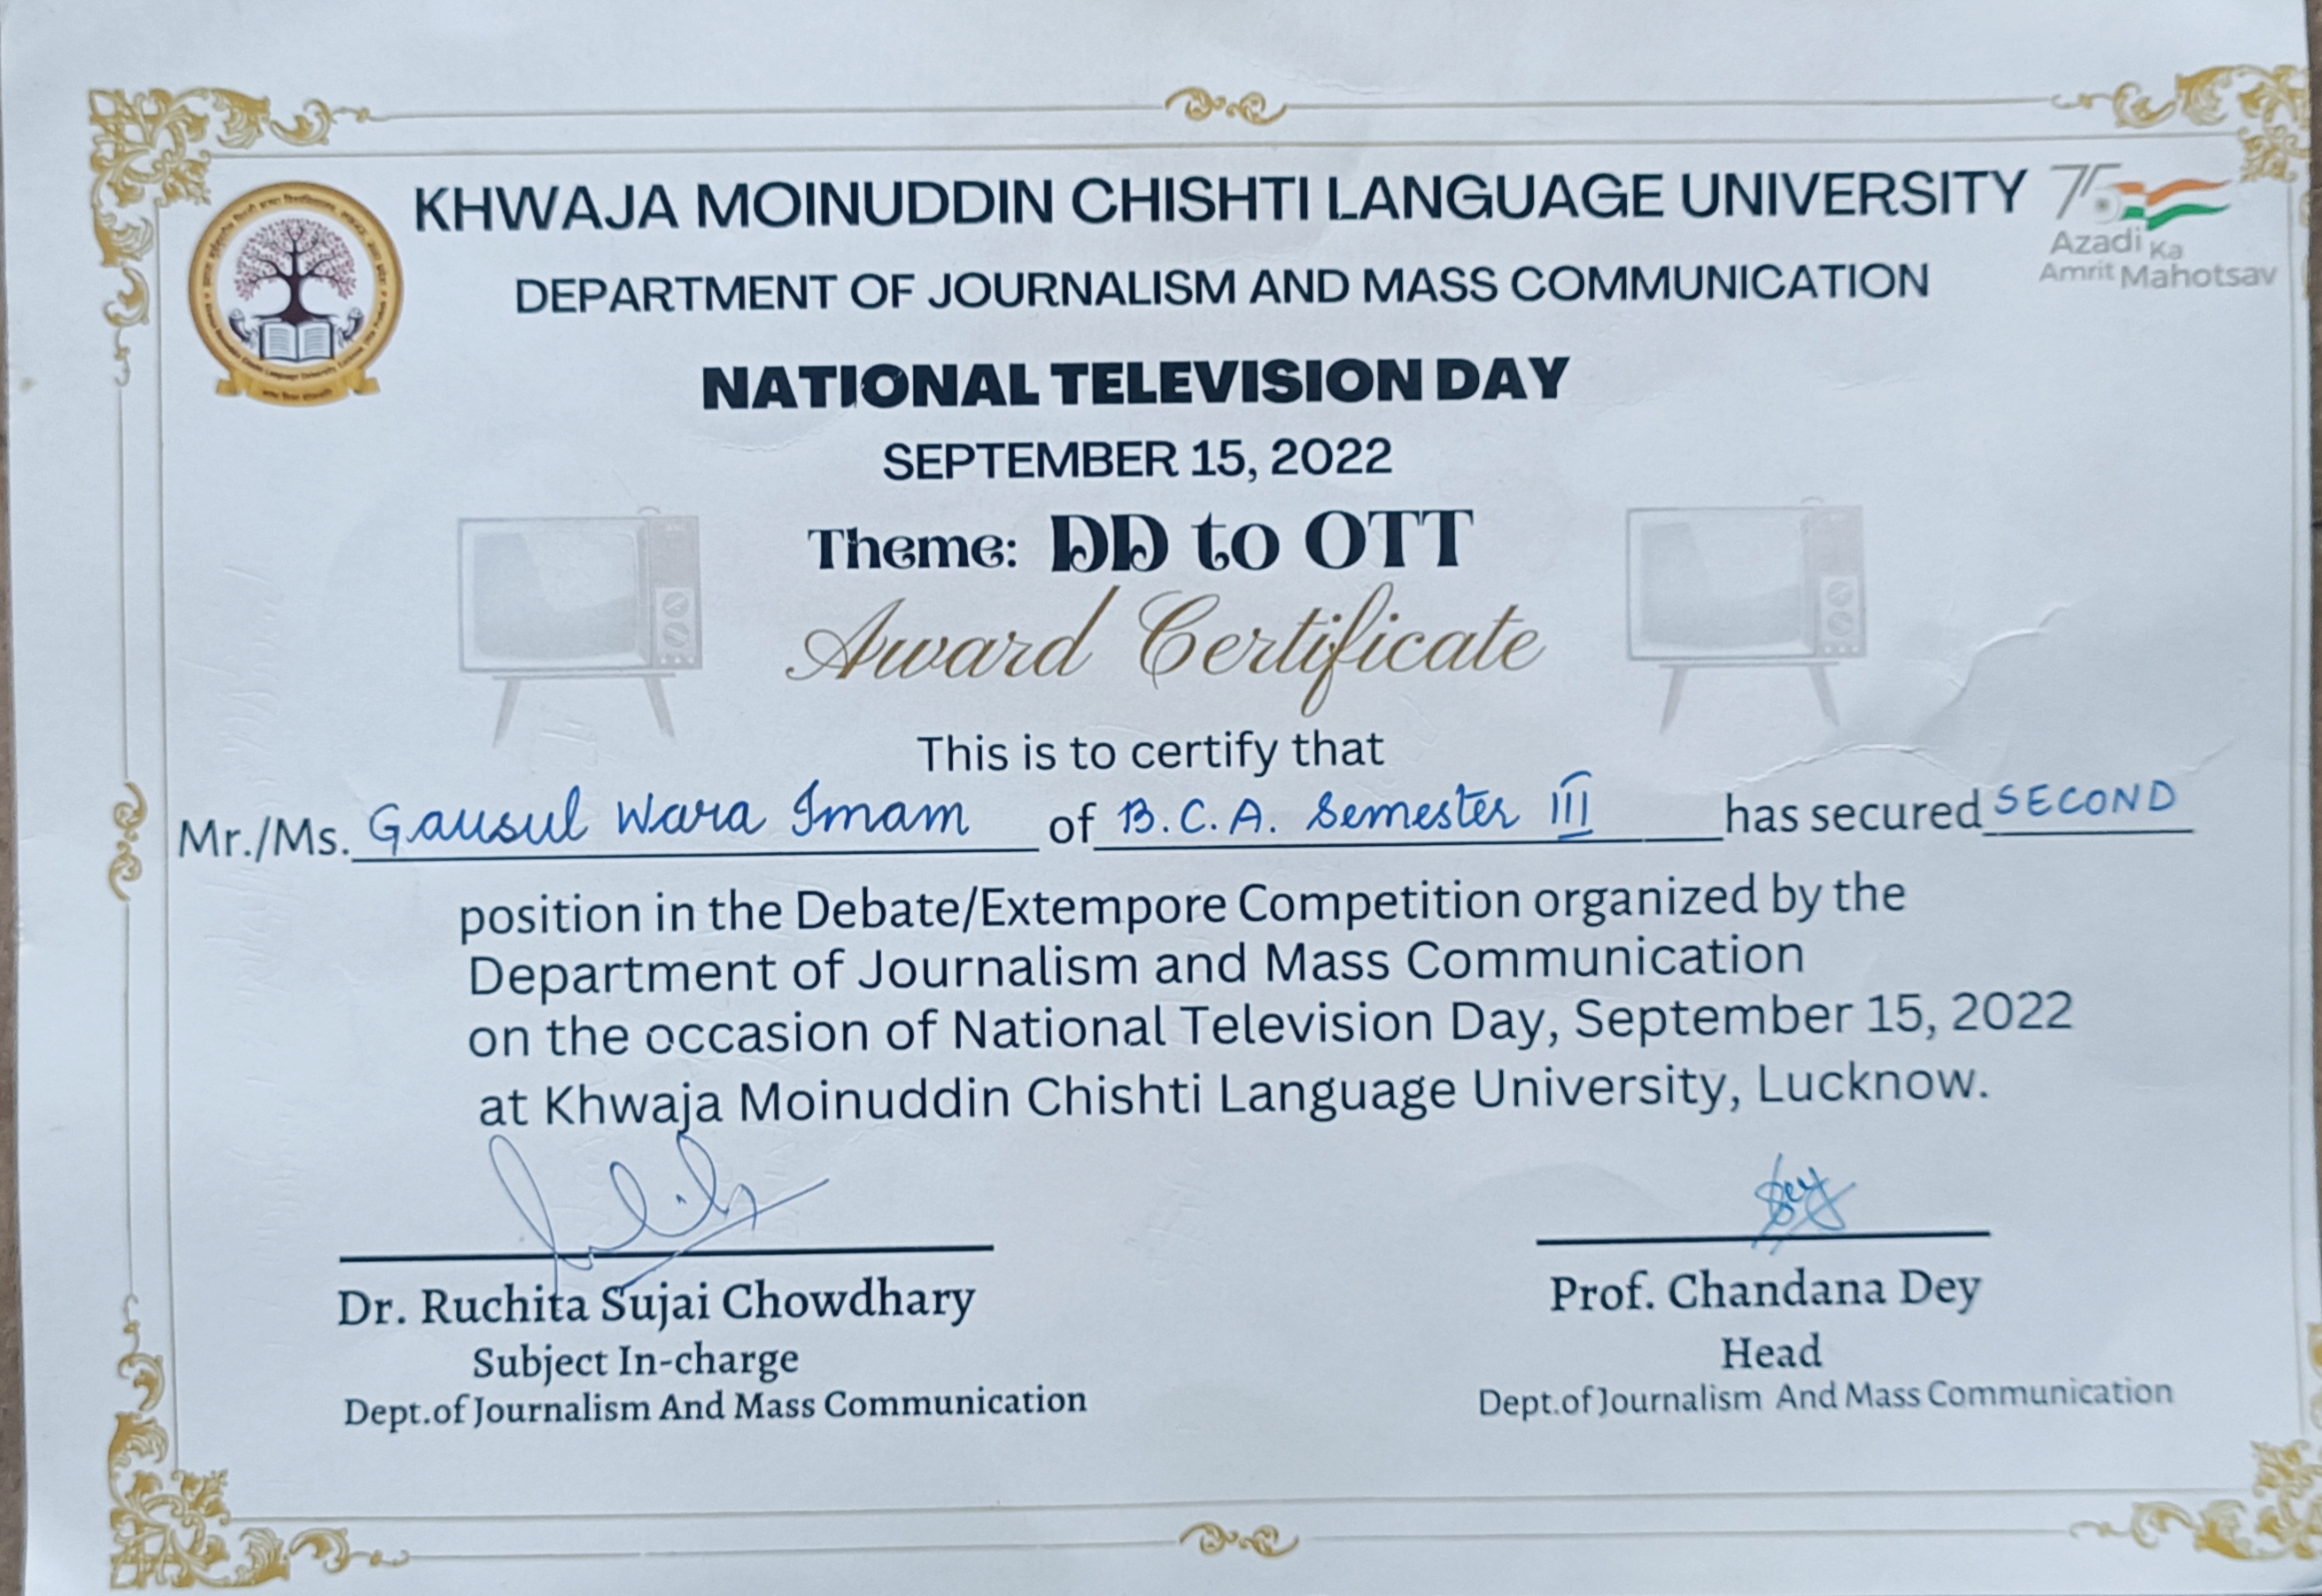 KHWAJA MOINUDDIN CHISHTI LANGUAGE UNIVERSITY
75
Azadi Ka
Amrit Mahotsav
DEPARTMENT OF JOURNALISM AND MASS COMMUNICATION
NATIONAL TELEVISION DAY
SEPTEMBER 15, 2022
Theme: DD to OTT
Award Certificate
This is to certify that
Mr./Ms. Gausul Wara Imam of B.C.A. Semester III has secured SECOND
position in the Debate/Extempore Competition organized by the
Department of Journalism and Mass Communication
on the occasion of National Television Day, September 15, 2022
at Khwaja Moinuddin Chishti Language University, Lucknow.
Dr. Ruchita Sujai Chowdhary
Subject In-charge
Dept.of Journalism And Mass Communication
Dey
Prof. Chandana Dey
Head
Dept.of Journalism And Mass Communication